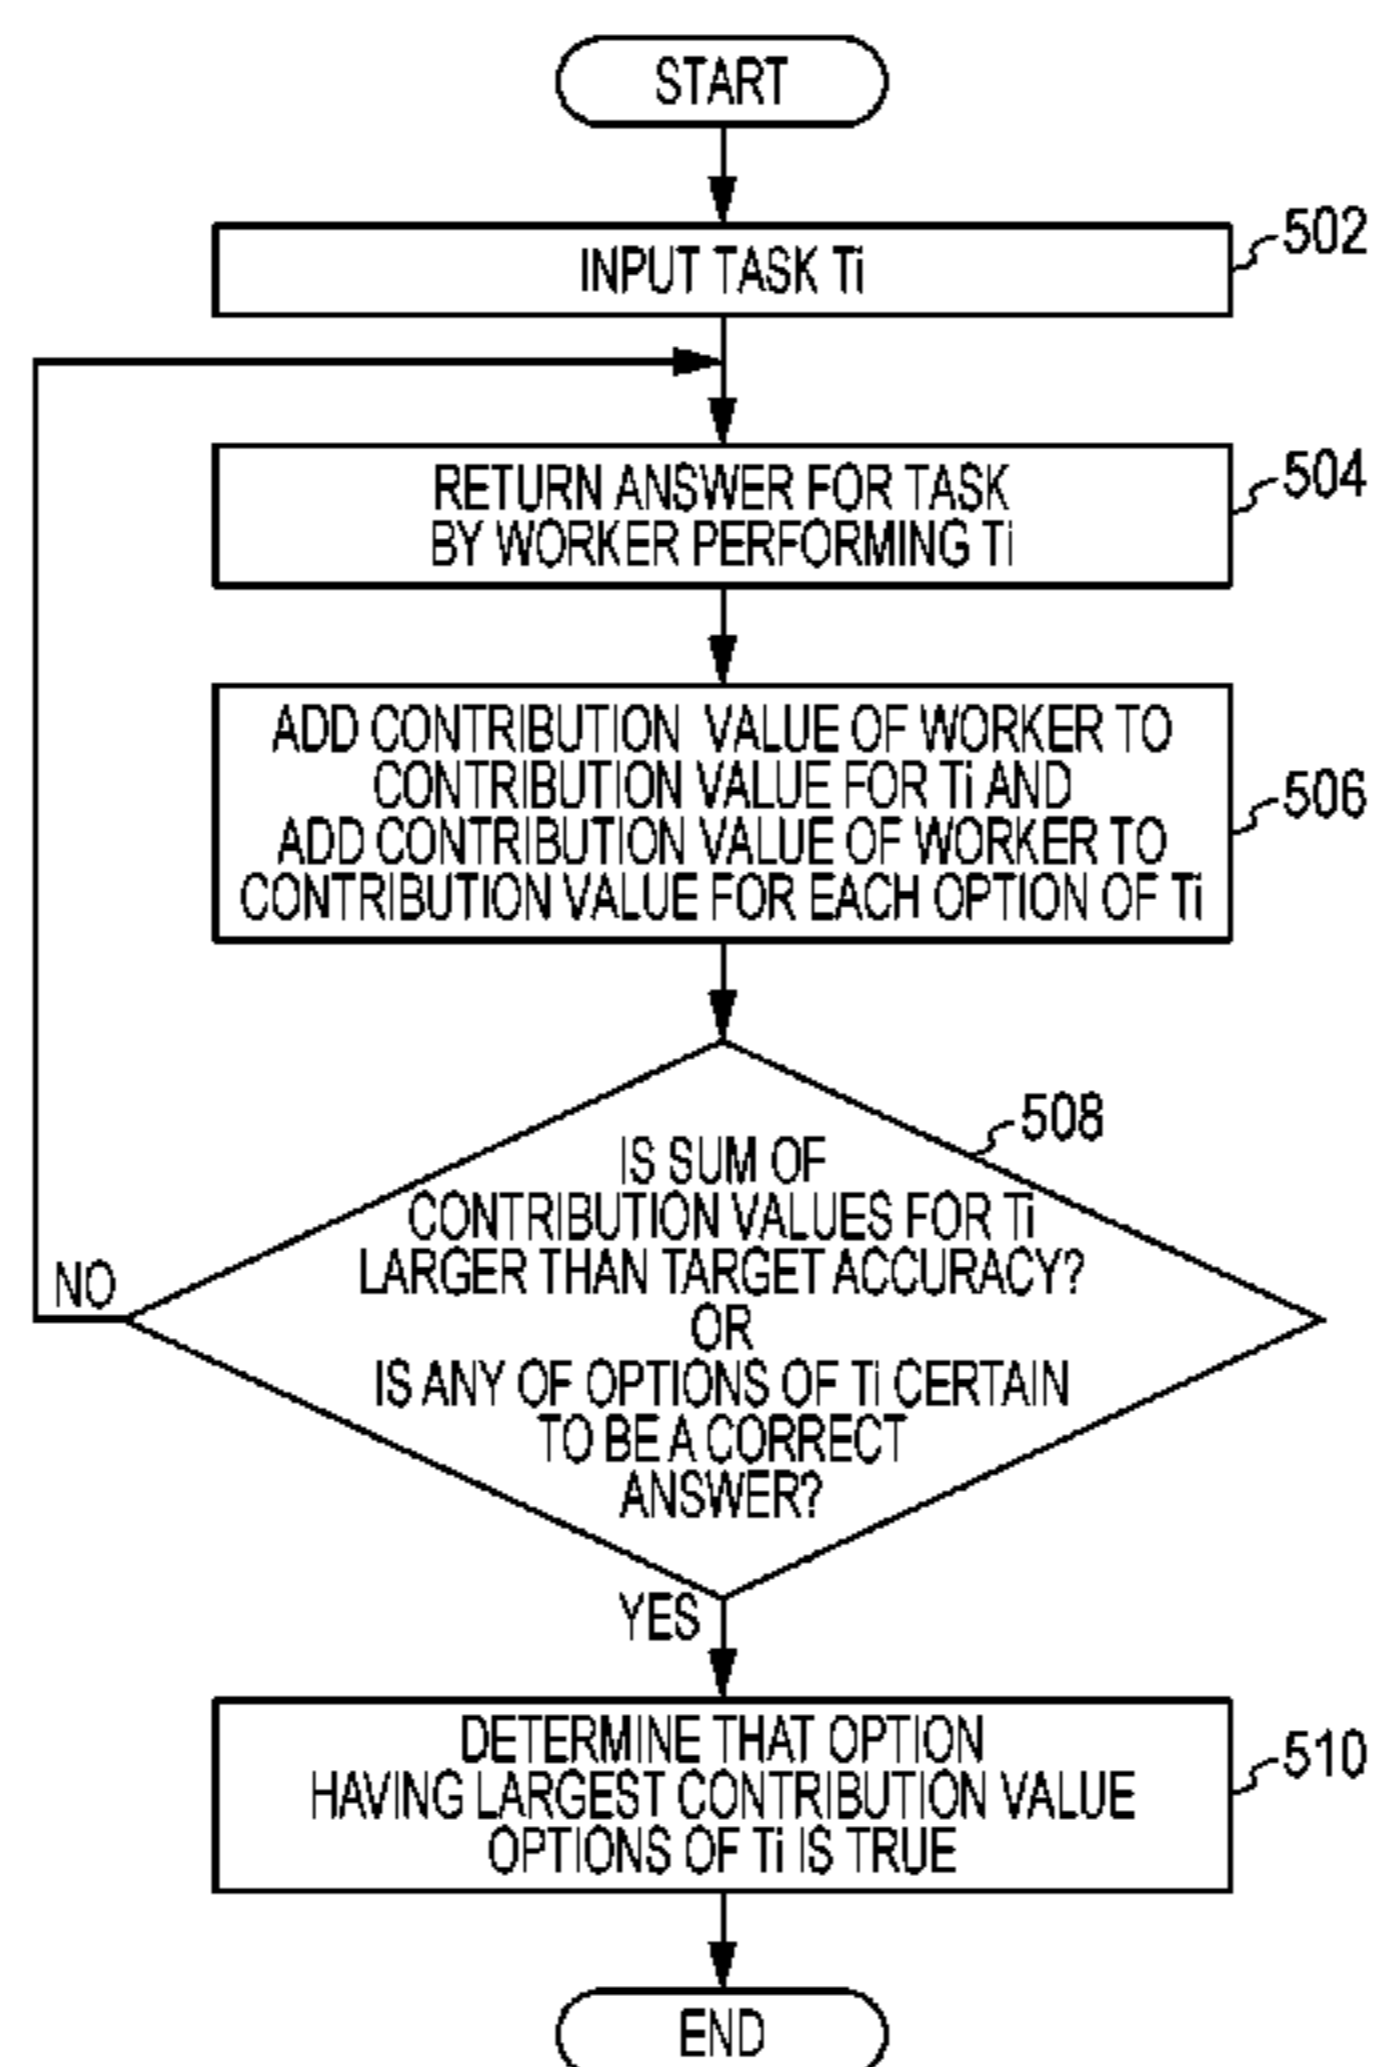 START
INPUT TASK Ti
502
RETURN ANSWER FOR TASK
BY WORKER PERFORMING Ti
504
ADD CONTRIBUTION VALUE OF WORKER TO
CONTRIBUTION VALUE FOR Ti AND
ADD CONTRIBUTION VALUE OF WORKER TO
CONTRIBUTION VALUE FOR EACH OPTION OF Ti
506
508
IS SUM OF
CONTRIBUTION VALUES FOR Ti
LARGER THAN TARGET ACCURACY?
OR
IS ANY OF OPTIONS OF Ti CERTAIN
TO BE A CORRECT
ANSWER?
NO
YES
DETERMINE THAT OPTION
HAVING LARGEST CONTRIBUTION VALUE
OPTIONS OF Ti IS TRUE
510
END